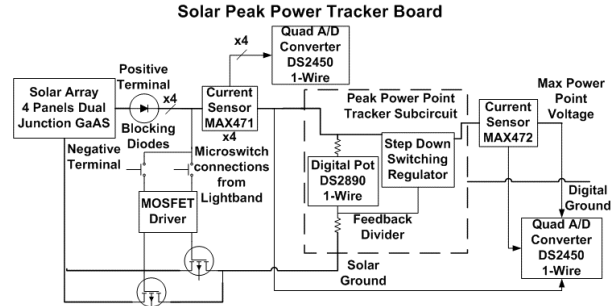 Solar Peak Power Tracker Board
x4
Quad A/D
Converter
DS2450
1-Wire
Positive
Terminal
Solar Array
4 Panels Dual
Junction GaAS
x4
Blocking
Diodes
Current
Sensor
MAX471
x4
Peak Power Point
Tracker Subcircuit
Current
Sensor
MAX472
Max Power
Point
Voltage
Negative
Terminal
Microswitch
connections
from
Lightband
Digital Pot
DS2890
1-Wire
Step Down
Switching
Regulator
MOSFET
Driver
Feedback
Divider
Digital
Ground
Quad A/D
Converter
DS2450
1-Wire
Solar
Ground